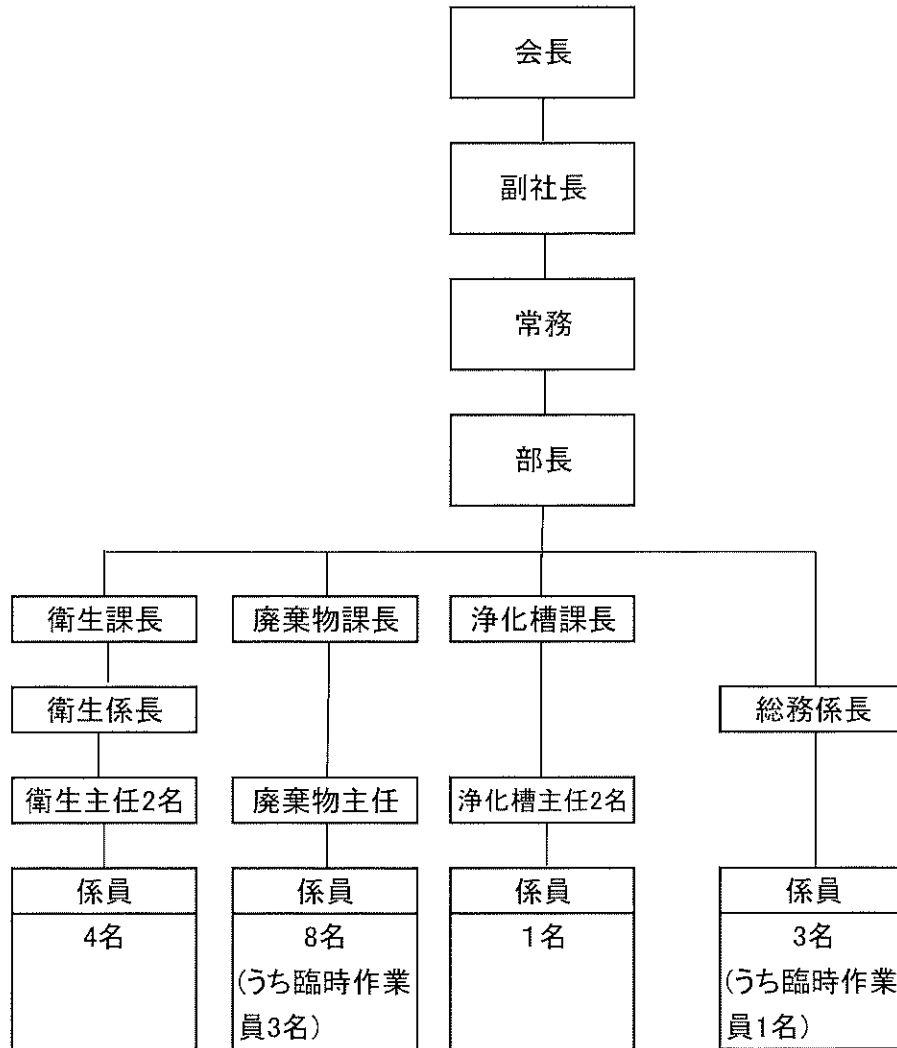 会長
副社長
常務
部長
衛生課長
廃棄物課長
浄化槽課長
衛生係長
総務係長
衛生主任2名
廃棄物主任
浄化槽主任2名
係員
係員
係員
係員
4名
8名
(うち臨時作業
員3名)
1名
3名
(うち臨時作業
員1名)